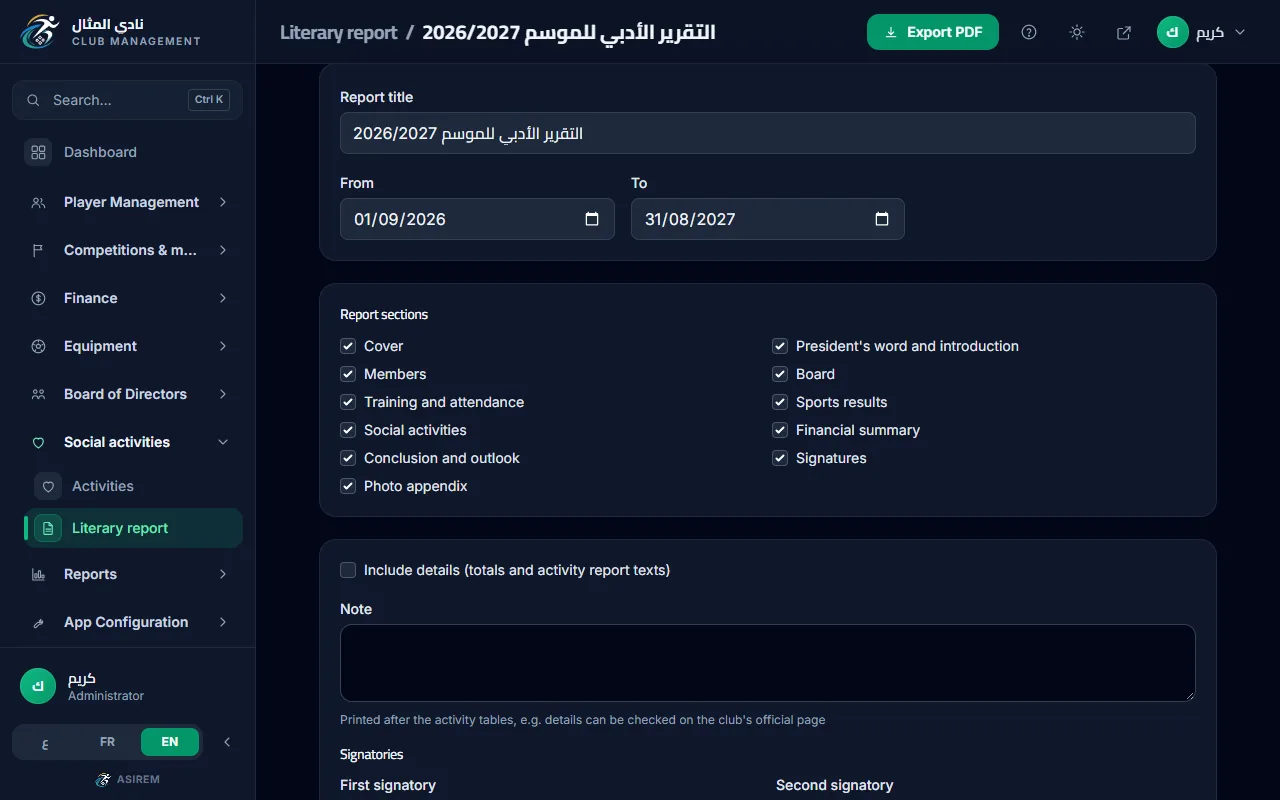 نادي المثال
CLUB MANAGEMENT
Literary report / التقرير الأدبي للموسم 2026/2027
Export PDF
ك
كريم
Search...
Ctrl K
Dashboard
Player Management
Competitions & m...
Finance
Equipment
Board of Directors
Social activities
Activities
Literary report
Reports
App Configuration
ك
كريم
Administrator
ع
FR
EN
ASIREM
Report title
التقرير الأدبي للموسم 2026/2027
From
To
01/09/2026
31/08/2027
Report sections
Cover
President's word and introduction
Members
Board
Training and attendance
Sports results
Social activities
Financial summary
Conclusion and outlook
Signatures
Photo appendix
Include details (totals and activity report texts)
Note
Printed after the activity tables, e.g. details can be checked on the club's official page
Signatories
First signatory
Second signatory